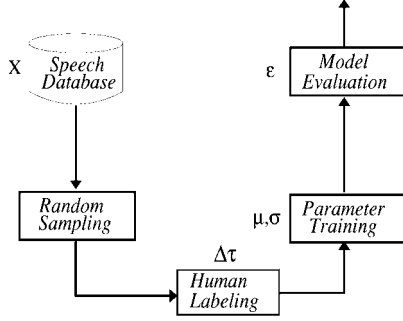 X
Speech
Database
Random
Sampling
Δτ
Human
Labeling
μ,σ
Parameter
Training
ε
Model
Evaluation